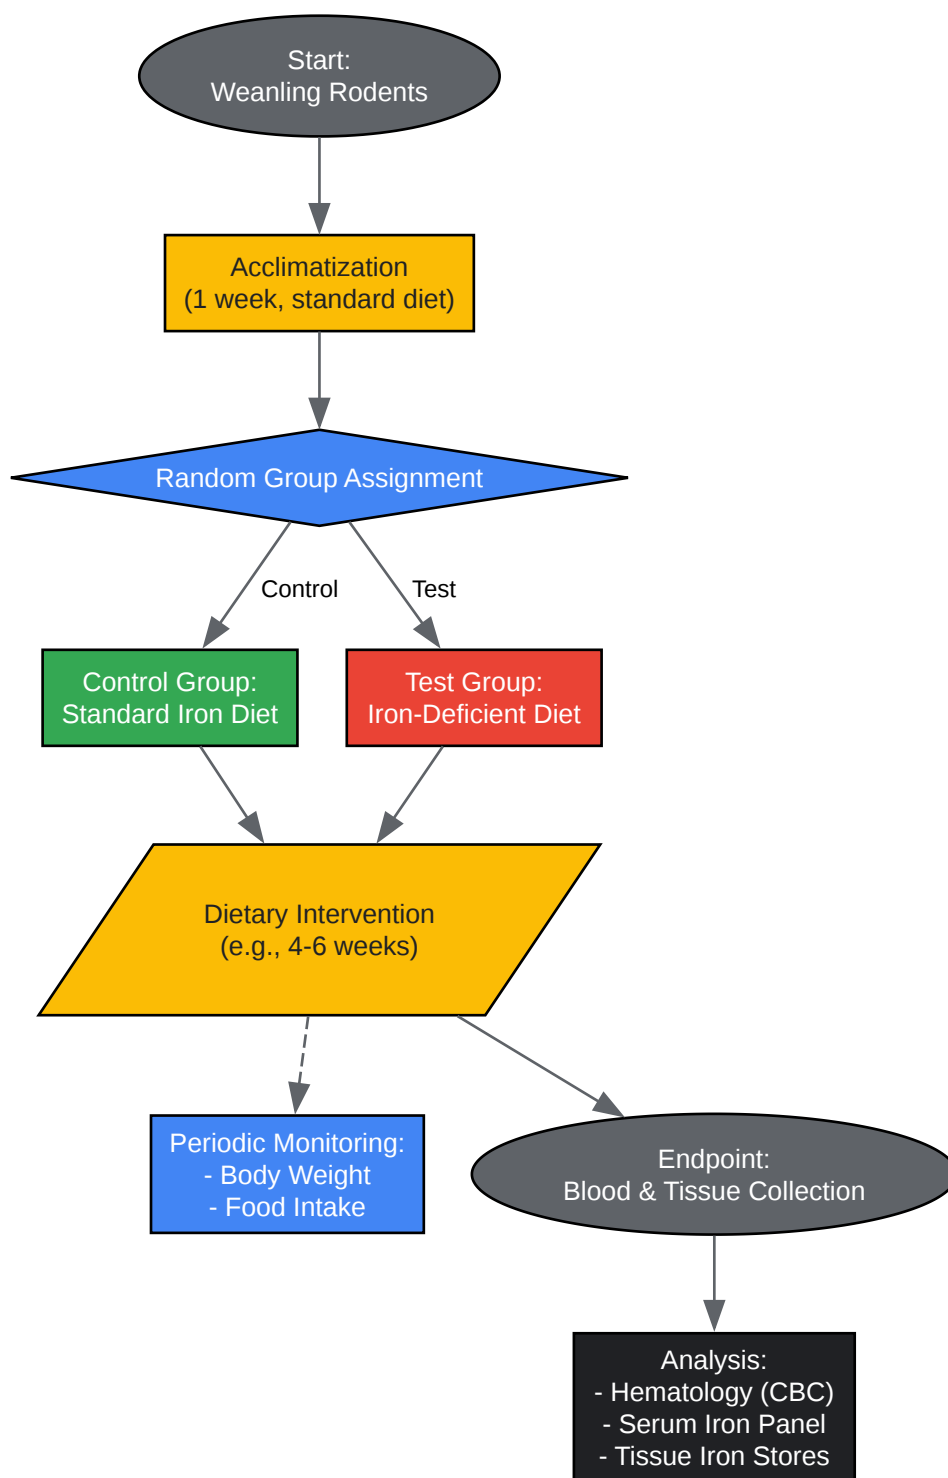 Start:
Weanling Rodents
Acclimatization
(1 week, standard diet)
Random Group Assignment
Control
Test
Control Group:
Standard Iron Diet
Test Group:
Iron-Deficient Diet
Dietary Intervention
(e.g., 4-6 weeks)
Periodic Monitoring:
- Body Weight
- Food Intake
Endpoint:
Blood & Tissue Collection
Analysis:
- Hematology (CBC)
- Serum Iron Panel
- Tissue Iron Stores